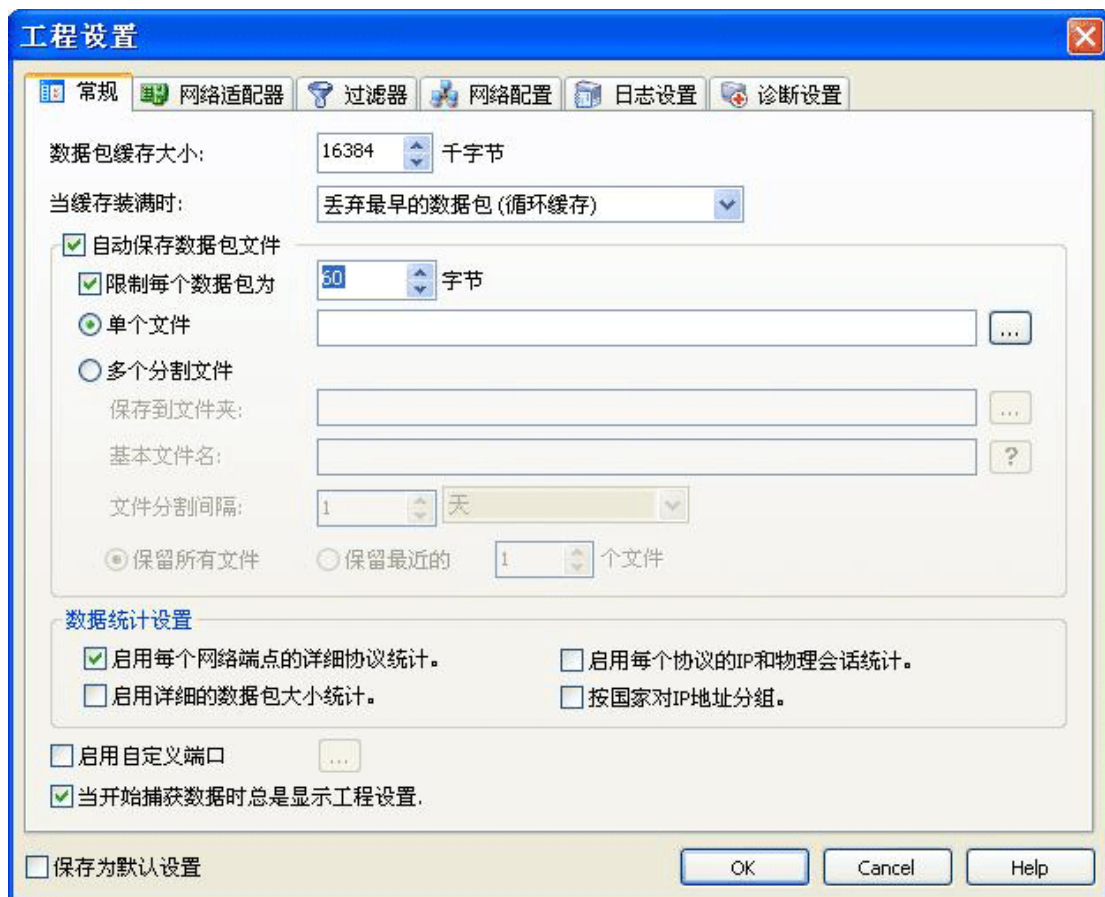 工程设置
常规 网络适配器 过滤器 网络配置 日志设置 诊断设置
数据包缓存大小: 16384 千字节
当缓存装满时: 丢弃最早的数据包(循环缓存)
自动保存数据包文件
限制每个数据包为 60 字节
单个文件 ...
多个分割文件
保存到文件夹: ...
基本文件名: ?
文件分割间隔: 1 天
保留所有文件 保留最近的 1 个文件
数据统计设置
启用每个网络端点的详细协议统计。 启用每个协议的IP和物理会话统计。
启用详细的数据包大小统计。 按国家对IP地址分组。
启用自定义端口 ...
当开始捕获数据时总是显示工程设置.
保存为默认设置 OK Cancel Help